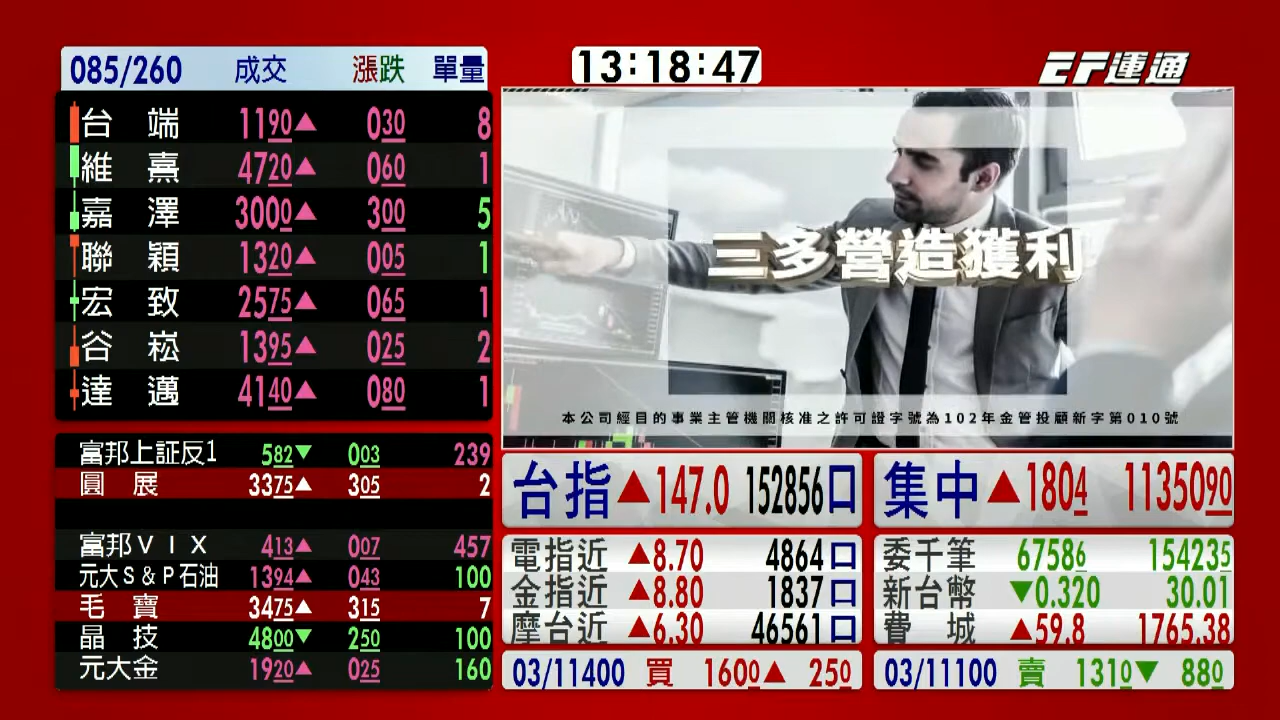 085/260 成交 漲跌 單量
13:18:47
EF運通
台端 1190▲ 030 8
維熹 4720▲ 060 1
嘉澤 3000▲ 300 5
聯穎 1320▲ 005 1
宏致 2575▲ 065 1
谷崧 1395▲ 025 2
達邁 4140▲ 080 1
三多營造獲利
本公司經目的事業主管機關核准之許可證字號為102年金管投顧新字第010號
富邦上証反1 582▼ 003 239
圓展 3375▲ 305 2
富邦VIX 413▲ 007 457
元大S&P石油 1394▲ 043 100
毛寶 3475▲ 315 7
晶技 4800▼ 250 100
元大金 1920▲ 025 160
台指▲147.0 152856口
集中▲1804 1135090
電指近 ▲8.70 4864口
金指近 ▲8.80 1837口
摩台近 ▲6.30 46561口
委千筆 67586 154235
新台幣 ▼0.320 30.01
費城 ▲59.8 1765.38
03/11400 買 1600▲ 250
03/11100 賣 1310▼ 880